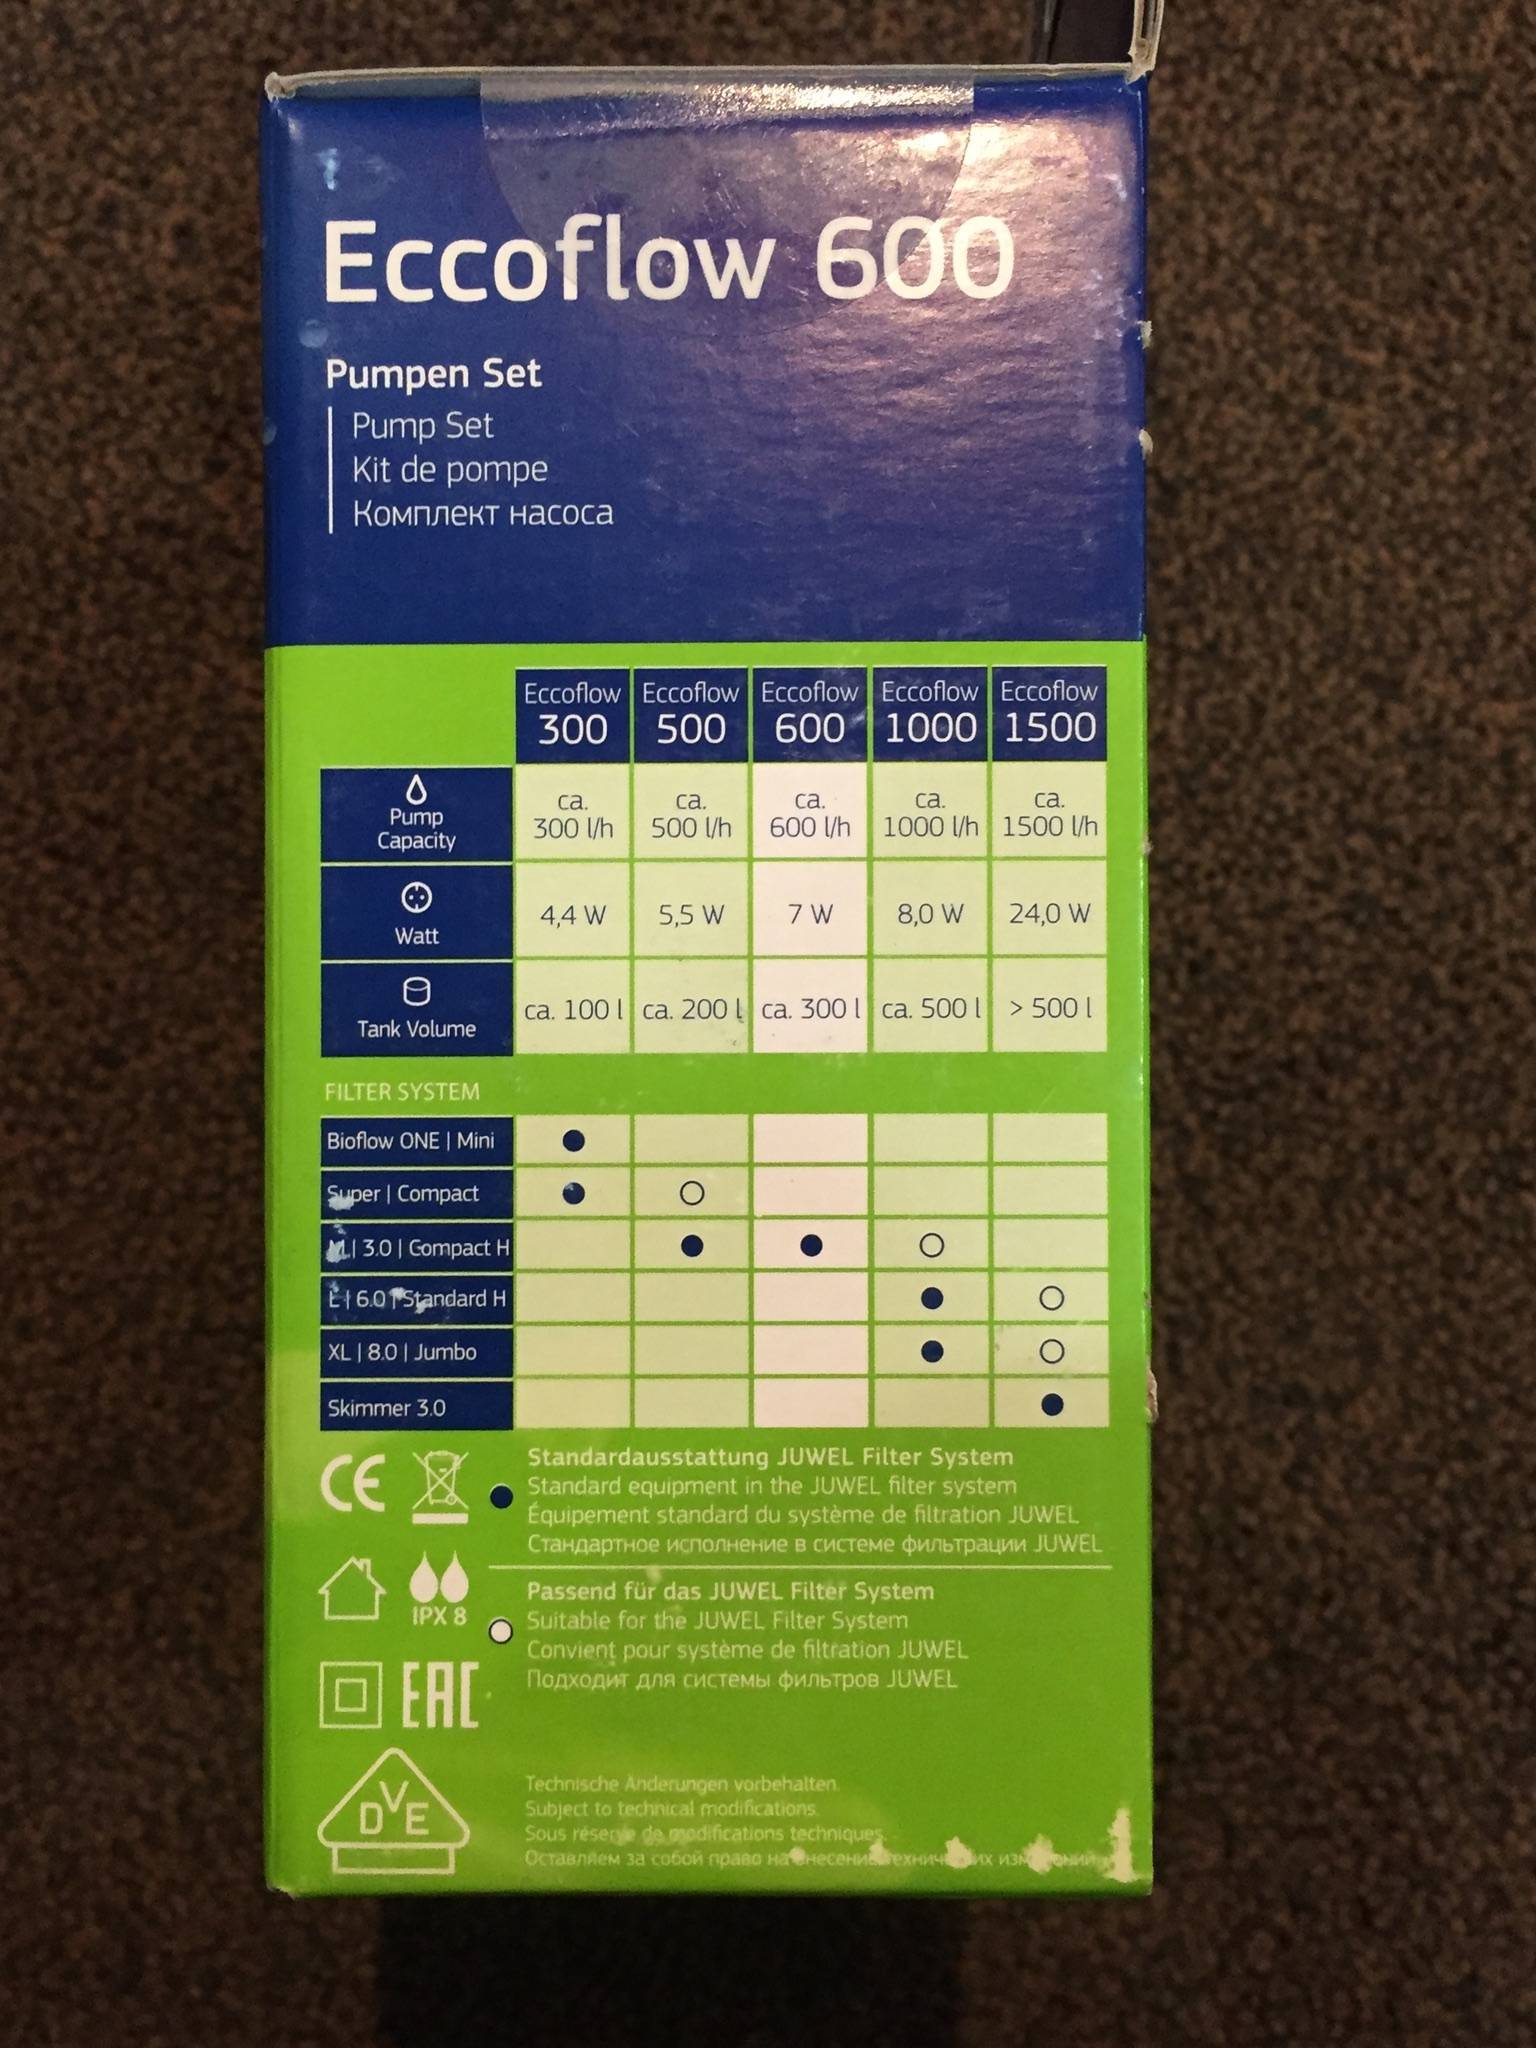 Eccoflow 600
Pumpen Set
Pump Set
Kit de pompe
Комплект насоса
Eccoflow 300 Eccoflow 500 Eccoflow 600 Eccoflow 1000 Eccoflow 1500
Pump Capacity ca. 300 l/h ca. 500 l/h ca. 600 l/h ca. 1000 l/h ca. 1500 l/h
Watt 4,4 W 5,5 W 7 W 8,0 W 24,0 W
Tank Volume ca. 100 l ca. 200 l ca. 300 l ca. 500 l > 500 l
FILTER SYSTEM
Bioflow ONE | Mini
Super | Compact
M | 3.0 | Compact H
L | 6.0 | Standard H
XL | 8.0 | Jumbo
Skimmer 3.0
CE
Standardausstattung JUWEL Filter System
Standard equipment in the JUWEL filter system
Équipement standard du système de filtration JUWEL
Стандартное исполнение в системе фильтрации JUWEL
IPX 8
Passend für das JUWEL Filter System
Suitable for the JUWEL Filter System
Convient pour système de filtration JUWEL
Подходит для системы фильтров JUWEL
EAC
DVE
Technische Änderungen vorbehalten.
Subject to technical modifications.
Sous réserve de modifications techniques.
Оставляем за собой право на